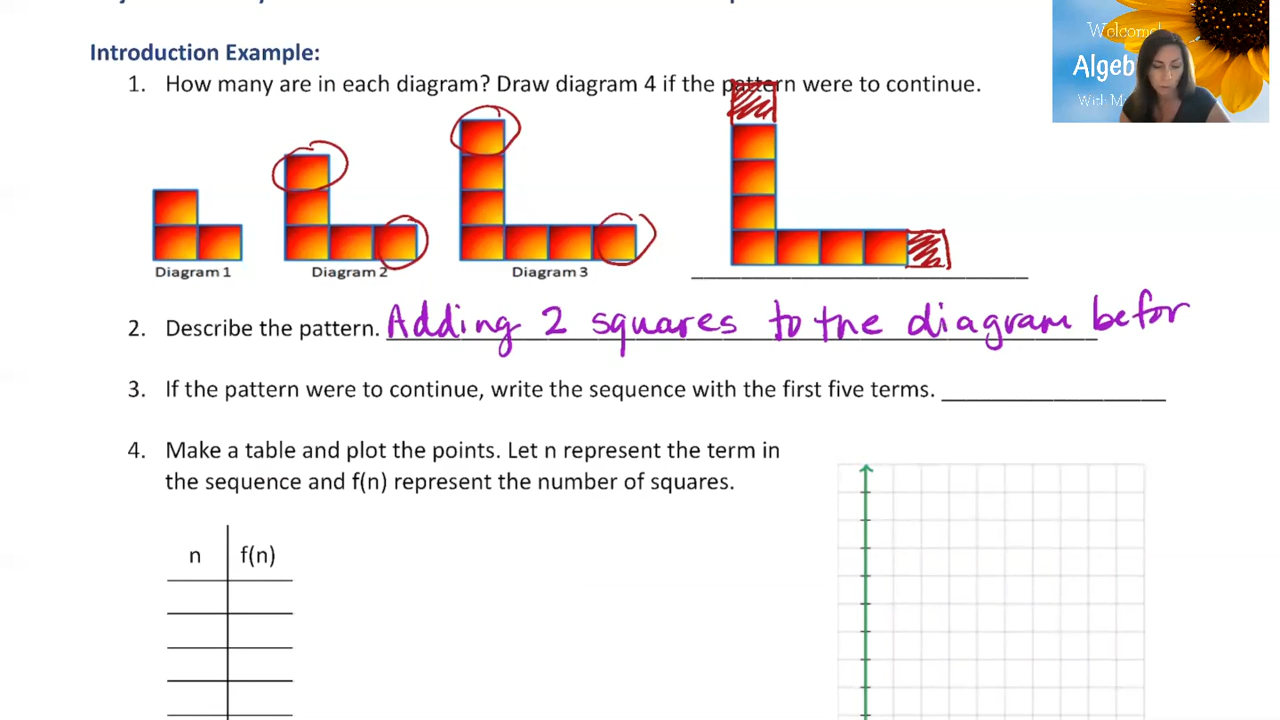 Introduction Example:
1. How many are in each diagram? Draw diagram 4 if the pattern were to continue.
Welcome!
Algeb
With M
Diagram 1
Diagram 2
Diagram 3
2. Describe the pattern. Adding 2 squares to the diagram befor
3. If the pattern were to continue, write the sequence with the first five terms.
4. Make a table and plot the points. Let n represent the term in
the sequence and f(n) represent the number of squares.
n f(n)